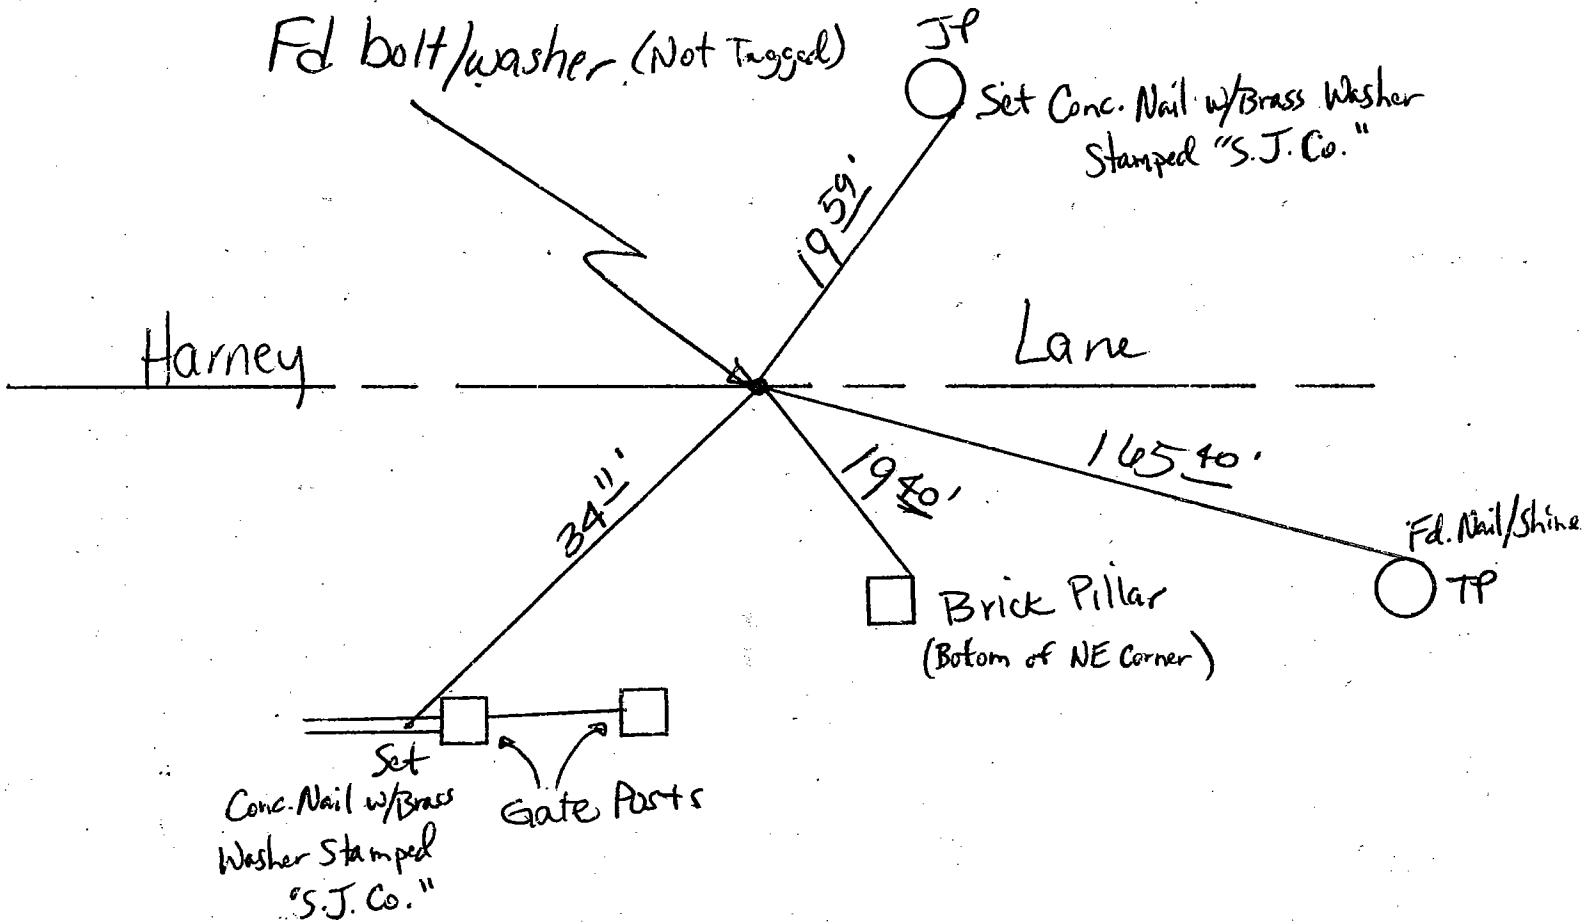 Fd bolt/washer (Not Tagged)
JP
Set Conc. Nail w/Brass Washer
Stamped "S.J. Co."
19 59'
Harney Lane
34 11'
19 40'
165 40'
Fd. Nail/Shine
TP
Brick Pillar
(Botom of NE Corner)
Set
Conc. Nail w/Brass
Washer Stamped
"S.J. Co."
Gate Posts